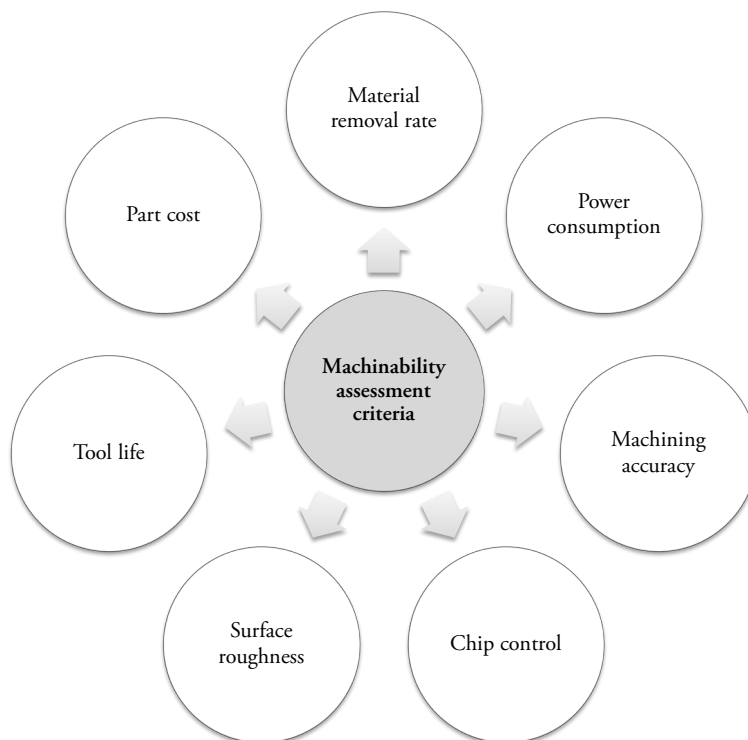 Material
removal rate
Part cost
Power
consumption
Machinability
assessment
criteria
Tool life
Machining
accuracy
Surface
roughness
Chip control